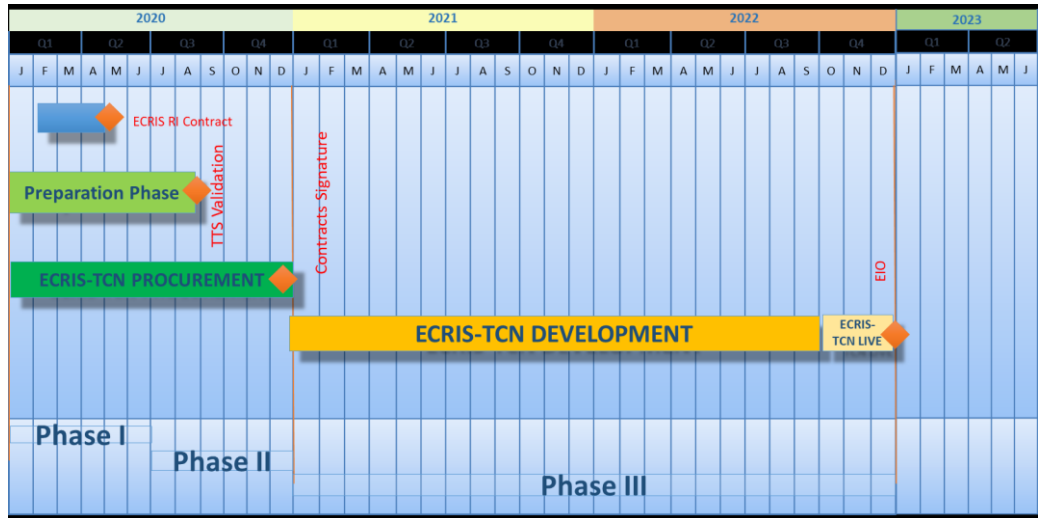 2020 2021 2022 2023
Q1 Q2 Q3 Q4 Q1 Q2 Q3 Q4 Q1 Q2 Q3 Q4 Q1 Q2
J F M A M J J A S O N D J F M A M J J A S O N D J F M A M J J A S O N D J F M A M J
ECRIS RI Contract
Preparation Phase
TTS Validation
Contracts Signature
ECRIS-TCN PROCUREMENT
EIO
ECRIS-TCN DEVELOPMENT
ECRIS-
TCN LIVE
Phase I
Phase II
Phase III